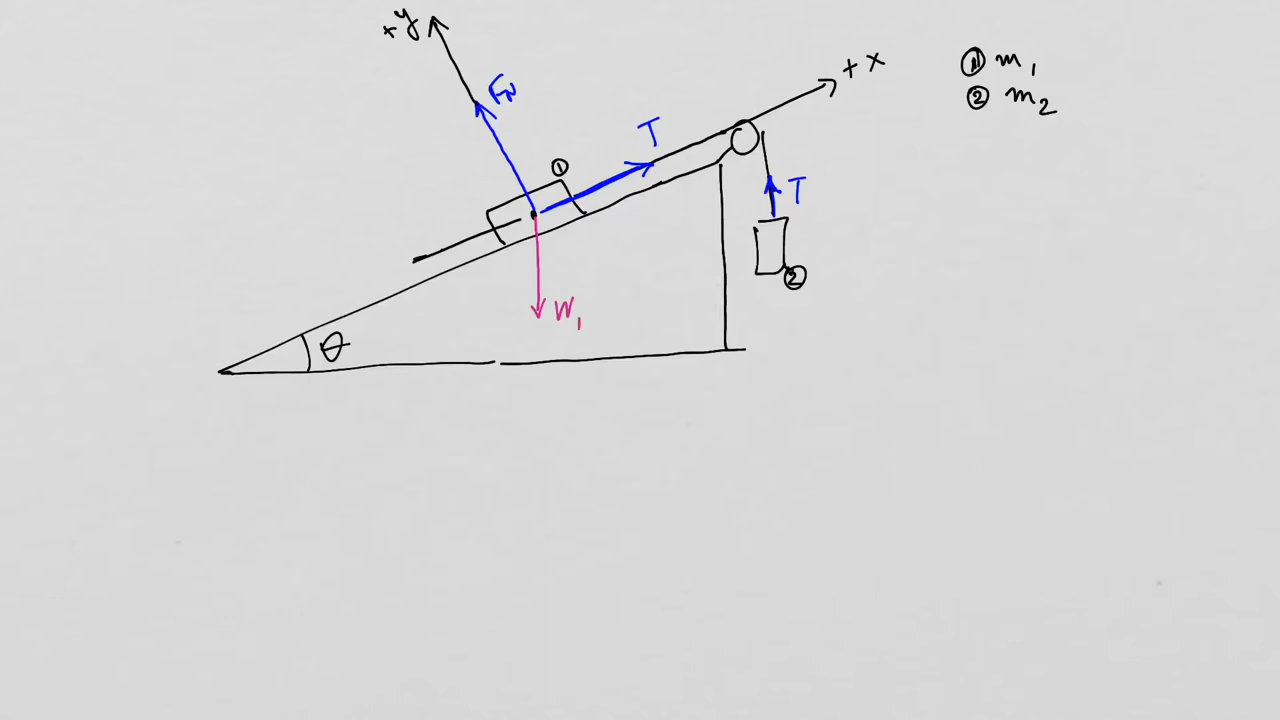 +y
+x
① m1
② m2
FN
T
①
T
②
W1
θ